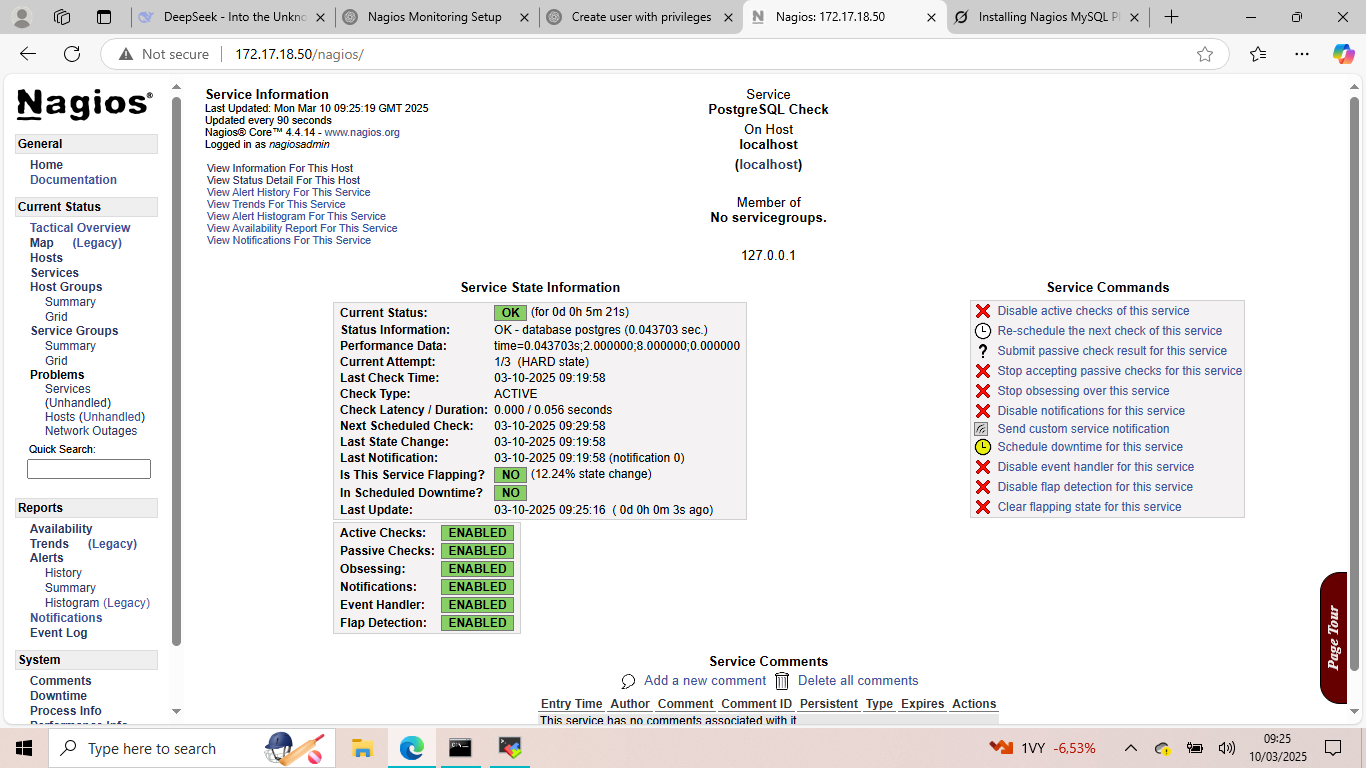 DeepSeek - Into the Unkno
Nagios Monitoring Setup
Create user with privileges
Nagios: 172.17.18.50
Installing Nagios MySQL Pl
Not secure
172.17.18.50/nagios/
Nagios®
General
Home
Documentation
Current Status
Tactical Overview
Map (Legacy)
Hosts
Services
Host Groups
Summary
Grid
Service Groups
Summary
Grid
Problems
Services
(Unhandled)
Hosts (Unhandled)
Network Outages
Quick Search:
Reports
Availability
Trends (Legacy)
Alerts
History
Summary
Histogram (Legacy)
Notifications
Event Log
System
Comments
Downtime
Process Info
Performance Info
Service Information
Last Updated: Mon Mar 10 09:25:19 GMT 2025
Updated every 90 seconds
Nagios® Core™ 4.4.14 - www.nagios.org
Logged in as nagiosadmin
View Information For This Host
View Status Detail For This Host
View Alert History For This Service
View Trends For This Service
View Alert Histogram For This Service
View Availability Report For This Service
View Notifications For This Service
Service
PostgreSQL Check
On Host
localhost
(localhost)
Member of
No servicegroups.
127.0.0.1
Service State Information
Current Status: OK (for 0d 0h 5m 21s)
Status Information: OK - database postgres (0.043703 sec.)
Performance Data: time=0.043703s;2.000000;8.000000;0.000000
Current Attempt: 1/3 (HARD state)
Last Check Time: 03-10-2025 09:19:58
Check Type: ACTIVE
Check Latency / Duration: 0.000 / 0.056 seconds
Next Scheduled Check: 03-10-2025 09:29:58
Last State Change: 03-10-2025 09:19:58
Last Notification: 03-10-2025 09:19:58 (notification 0)
Is This Service Flapping? NO (12.24% state change)
In Scheduled Downtime? NO
Last Update: 03-10-2025 09:25:16 ( 0d 0h 0m 3s ago)
Active Checks: ENABLED
Passive Checks: ENABLED
Obsessing: ENABLED
Notifications: ENABLED
Event Handler: ENABLED
Flap Detection: ENABLED
Service Commands
Disable active checks of this service
Re-schedule the next check of this service
Submit passive check result for this service
Stop accepting passive checks for this service
Stop obsessing over this service
Disable notifications for this service
Send custom service notification
Schedule downtime for this service
Disable event handler for this service
Disable flap detection for this service
Clear flapping state for this service
Page Tour
Service Comments
Add a new comment Delete all comments
Entry Time Author Comment Comment ID Persistent Type Expires Actions
This service has no comments associated with it
Type here to search
1VY -6,53%
09:25
10/03/2025